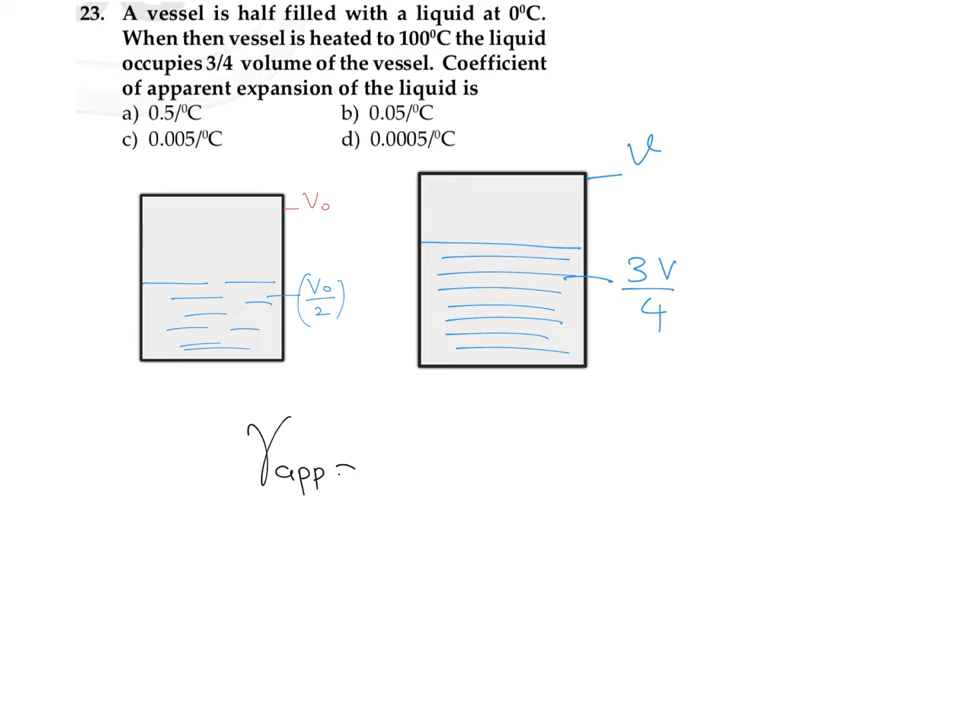 23. A vessel is half filled with a liquid at 0⁰C.
When then vessel is heated to 100⁰C the liquid
occupies 3/4 volume of the vessel. Coefficient
of apparent expansion of the liquid is
a) 0.5/⁰C b) 0.05/⁰C
c) 0.005/⁰C d) 0.0005/⁰C
V
V₀
(V₀/2)
3V/4
γapp =